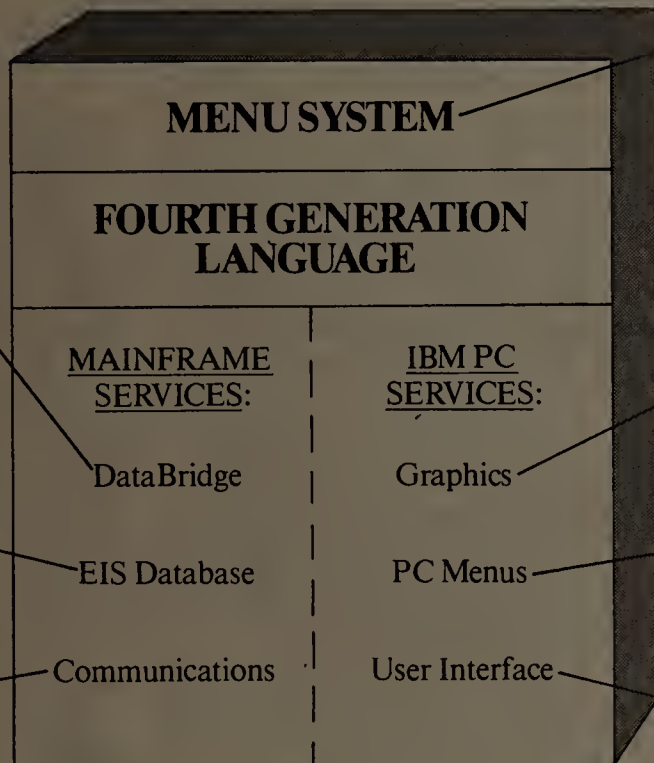 MENU SYSTEM
FOURTH GENERATION
LANGUAGE
MAINFRAME
SERVICES:
DataBridge
EIS Database
Communications
IBM PC
SERVICES:
Graphics
PC Menus
User Interface